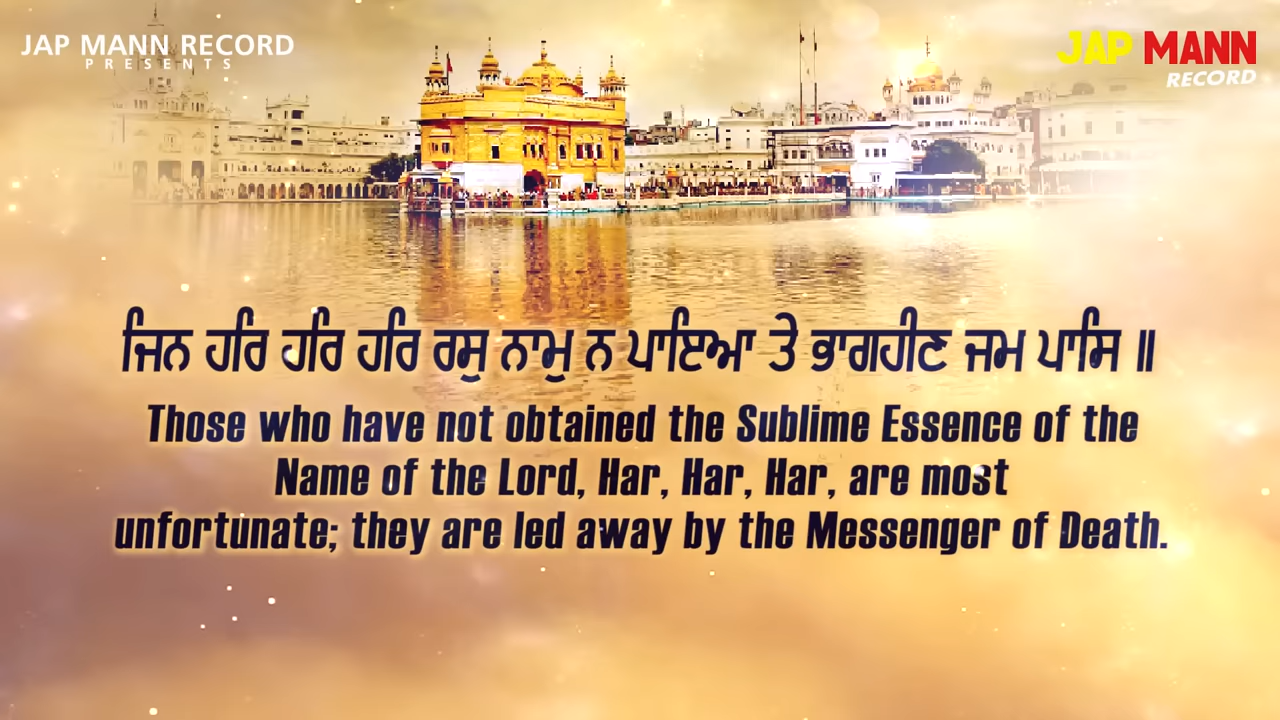 JAP MANN RECORD
PRESENTS
JAP MANN
RECORD
ਜਿਨ ਹਰਿ ਹਰਿ ਹਰਿ ਰਸੁ ਨਾਮੁ ਨ ਪਾਇਆ ਤੇ ਭਾਗਹੀਣ ਜਮ ਪਾਸਿ ॥
Those who have not obtained the Sublime Essence of the
Name of the Lord, Har, Har, Har, are most
unfortunate; they are led away by the Messenger of Death.